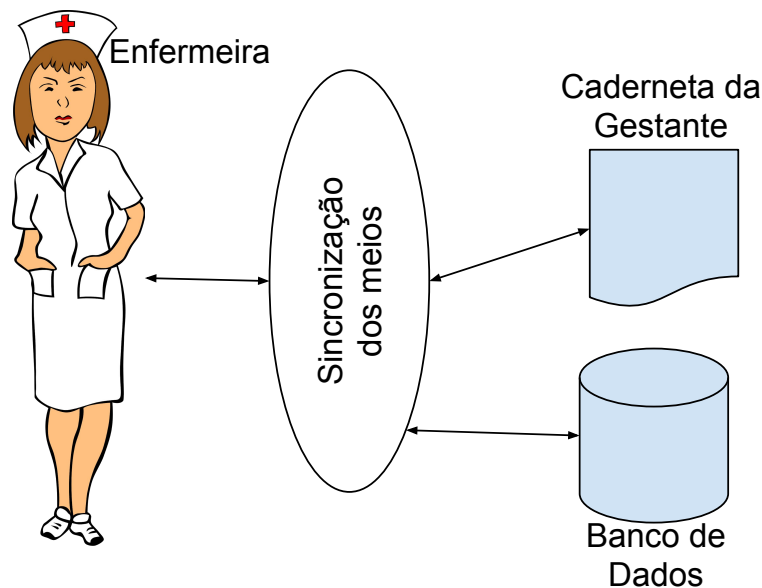 Enfermeira
Sincronização
dos meios
Caderneta da
Gestante
Banco de
Dados